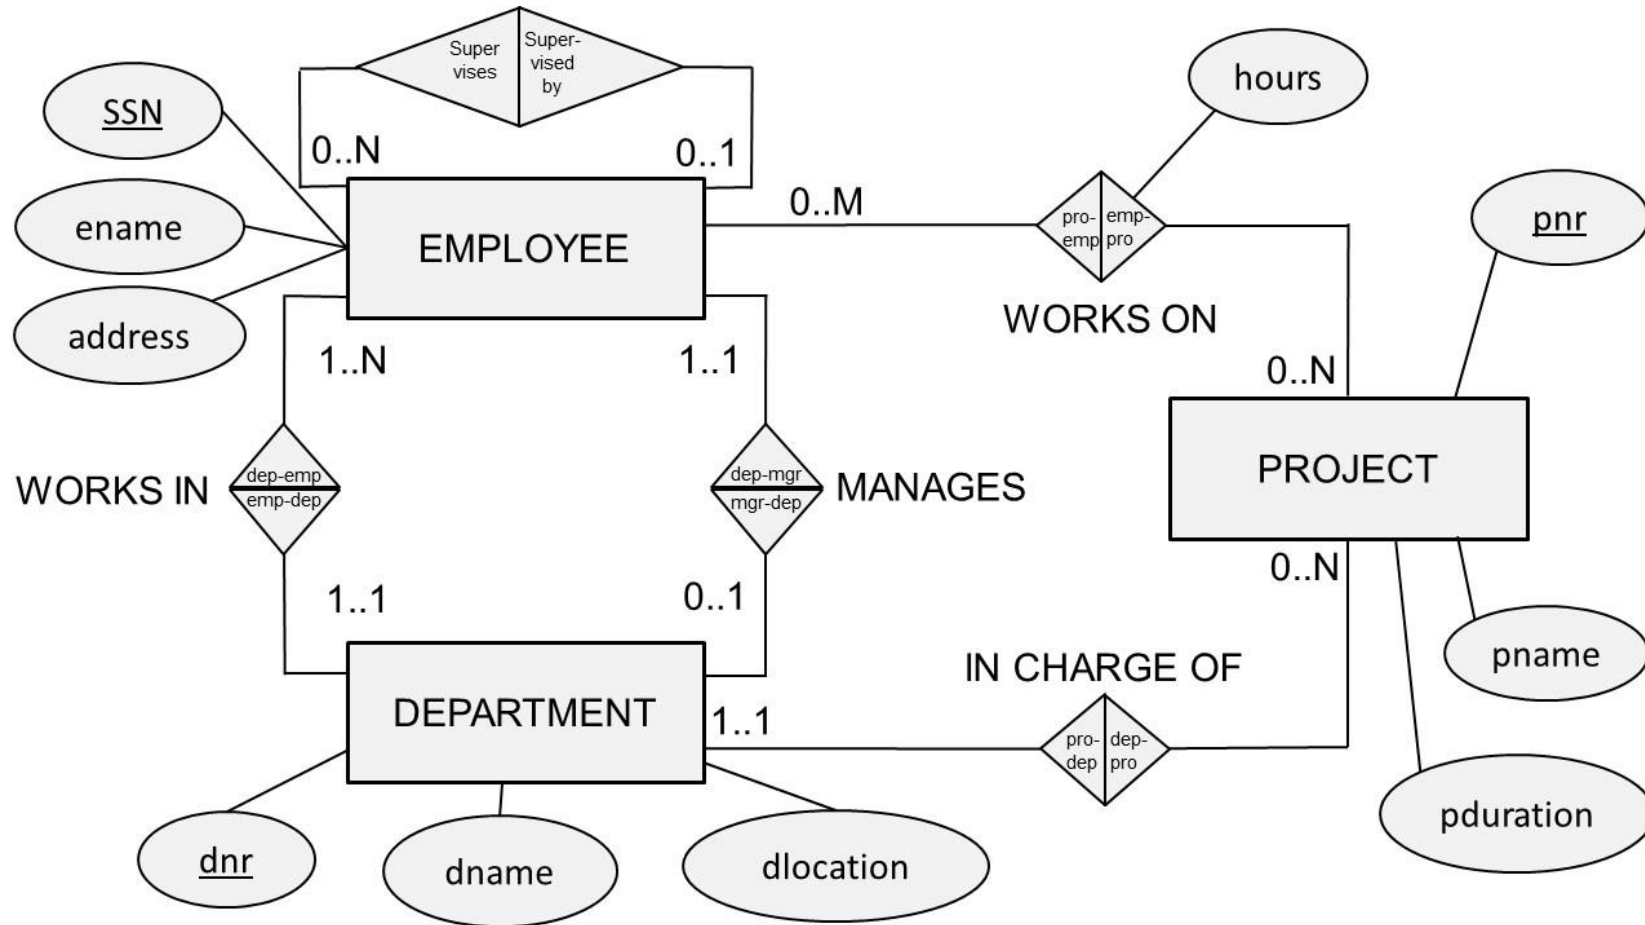 Super
vises
Super-
vised
by
hours
SSN
0..N
0..1
0..M
pro-
emp
emp-
pro
pnr
ename
EMPLOYEE
address
WORKS ON
1..N
1..1
0..N
WORKS IN
dep-emp
emp-dep
dep-mgr
mgr-dep
MANAGES
PROJECT
1..1
0..1
0..N
IN CHARGE OF
pname
DEPARTMENT
1..1
pro-
dep
dep-
pro
pduration
dnr
dname
dlocation